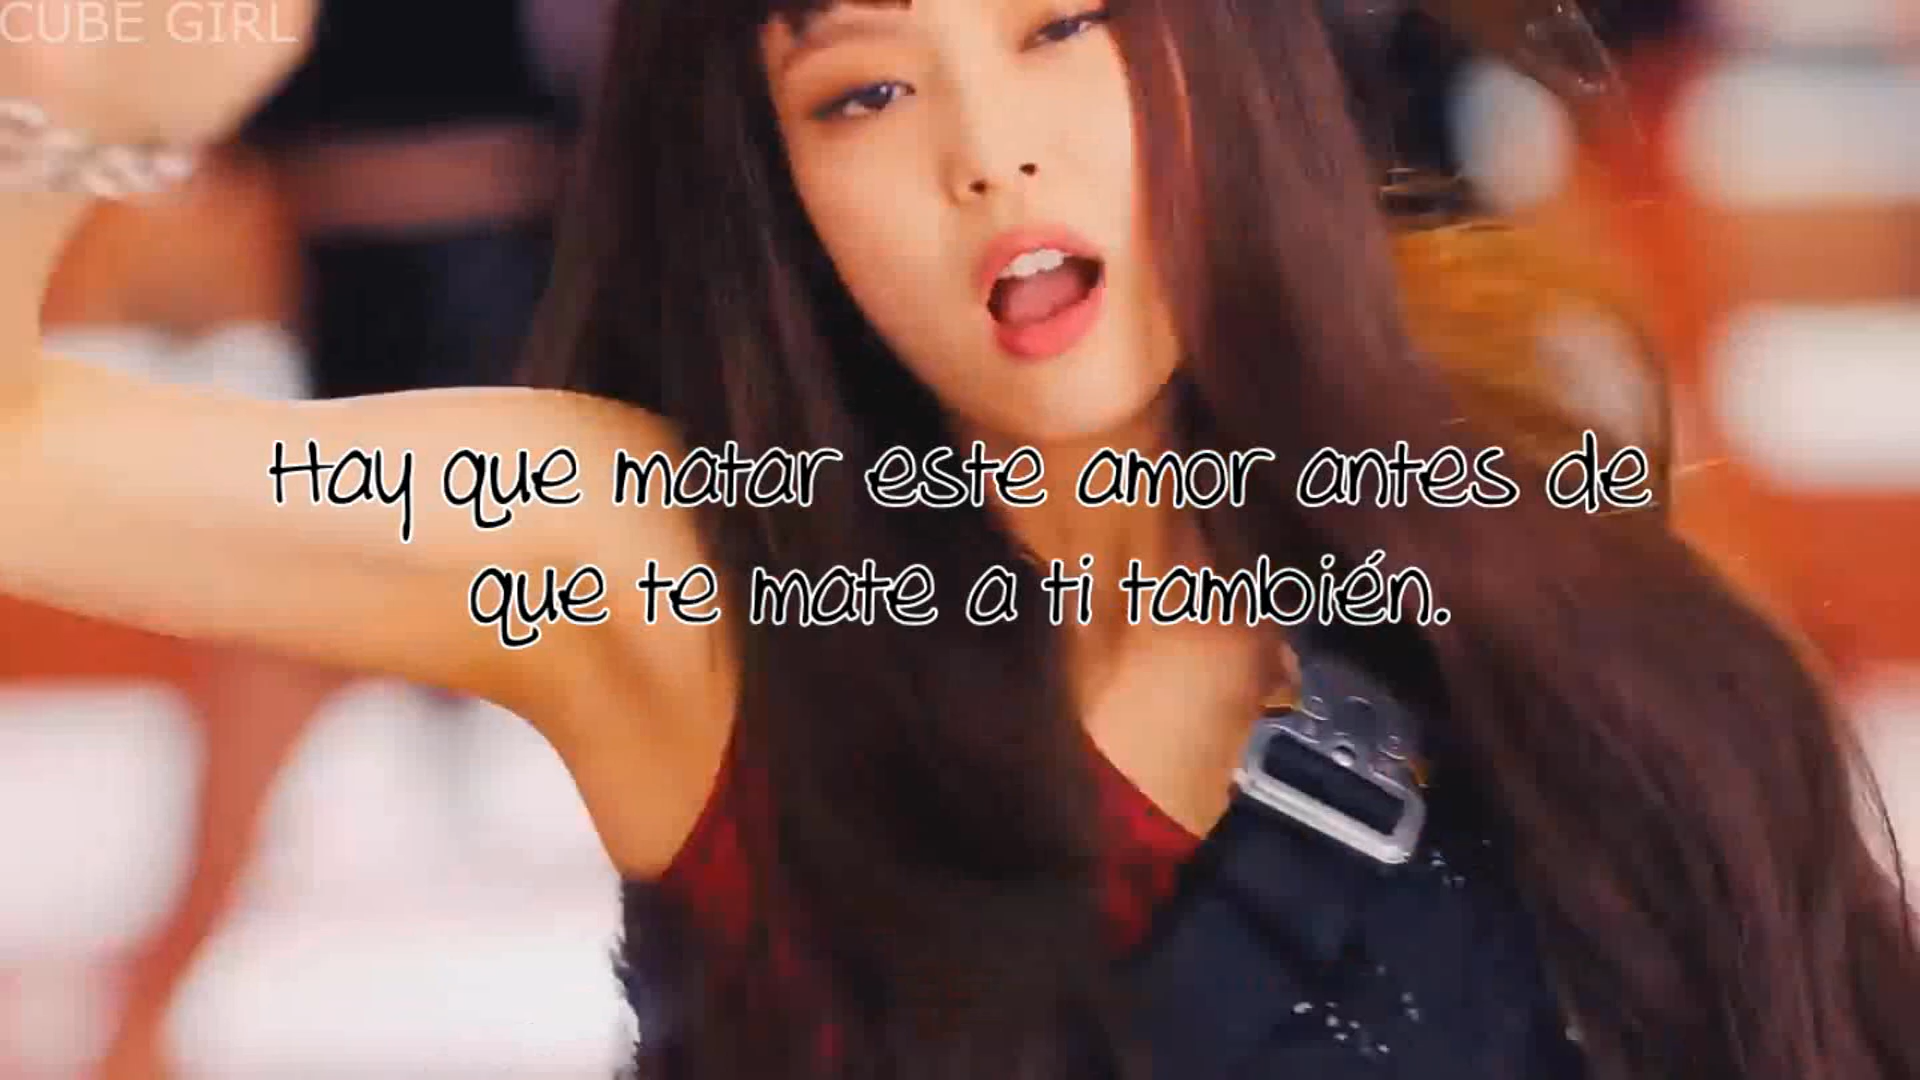 CUBE GIRL
Hay que matar este amor antes de
que te mate a ti también.